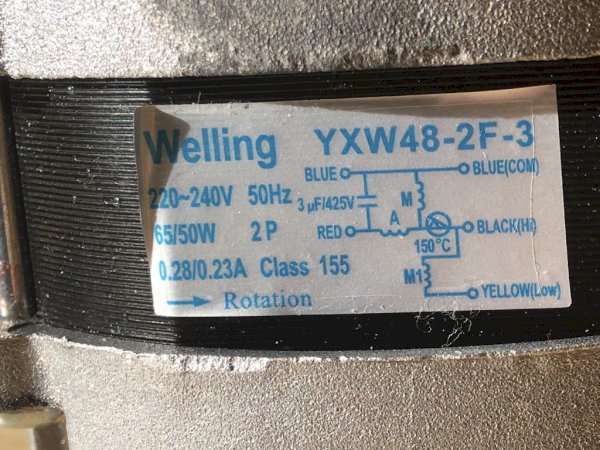 Welling YXW48-2F-3
BLUE BLUE(COM)
220~240V 50Hz 3 µF/425V M
65/50W 2P RED A BLACK(Hi)
150°C
0.28/0.23A Class 155 M1
Rotation YELLOW(Low)